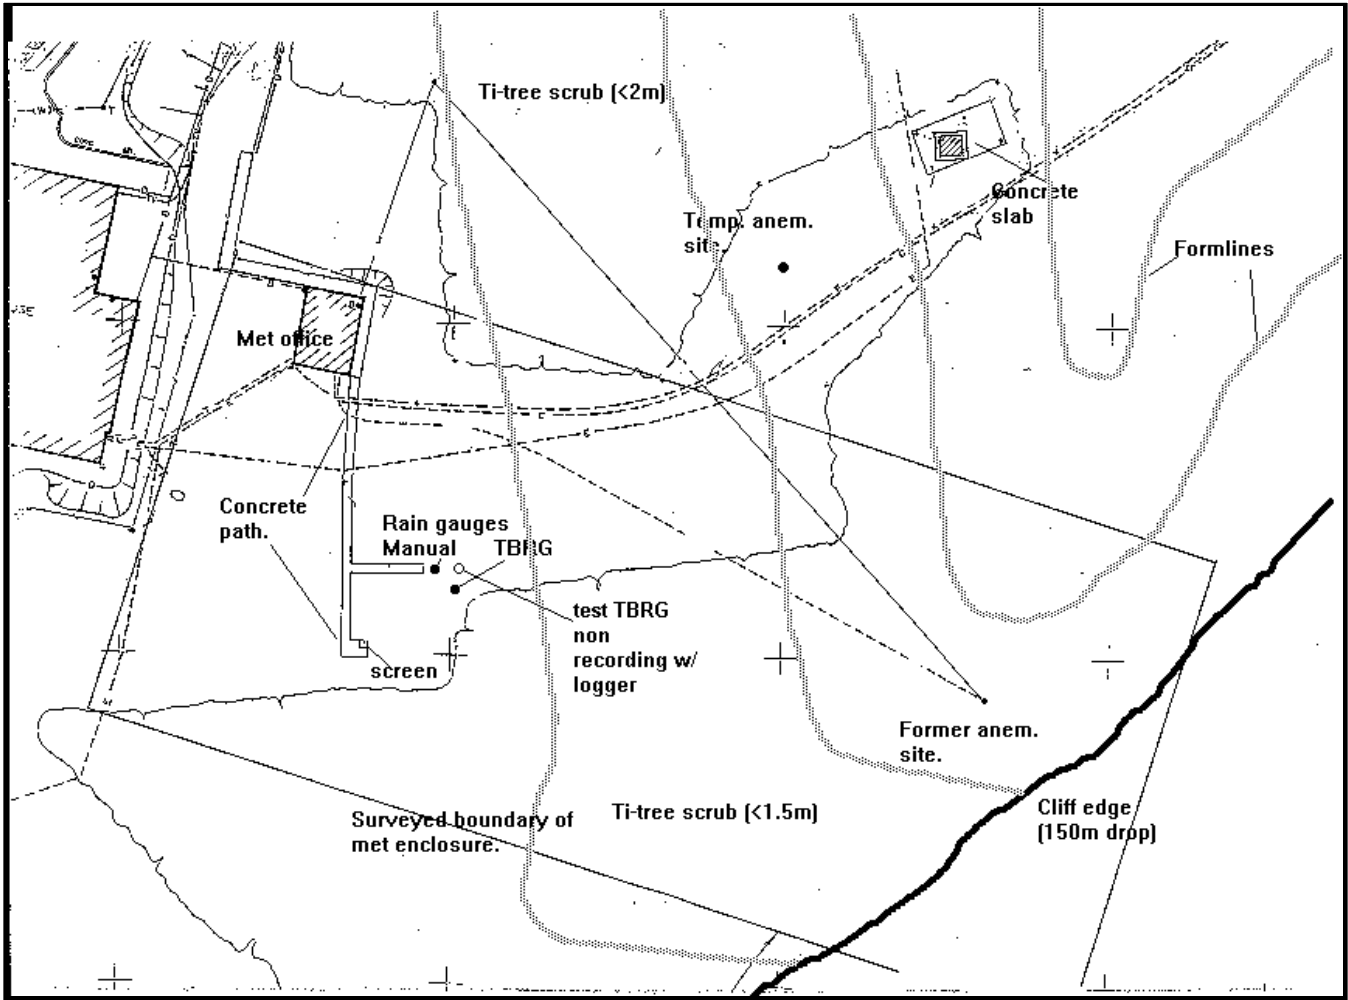 Ti-tree scrub (<2m)
Concrete
slab
Temp. anem.
site.
Formlines
Met office
Concrete
path.
Rain gauges
Manual
TBRG
test TBRG
non
recording w/
logger
screen
Former anem.
site.
Cliff edge
(150m drop)
Ti-tree scrub (<1.5m)
Surveyed boundary of
met enclosure.